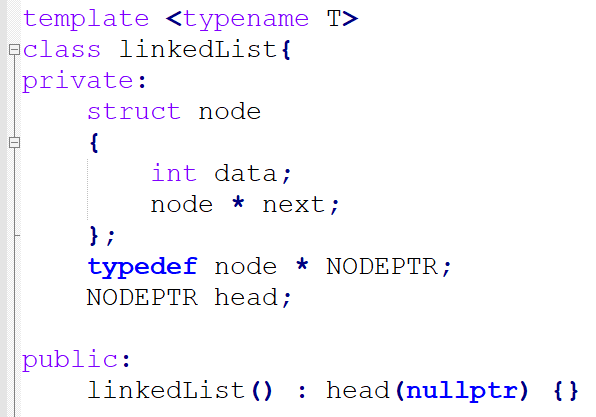 template <typename T>
class linkedList{
private:
    struct node
    {
        int data;
        node * next;
    };
    typedef node * NODEPTR;
    NODEPTR head;

public:
    linkedList() : head(nullptr) {}